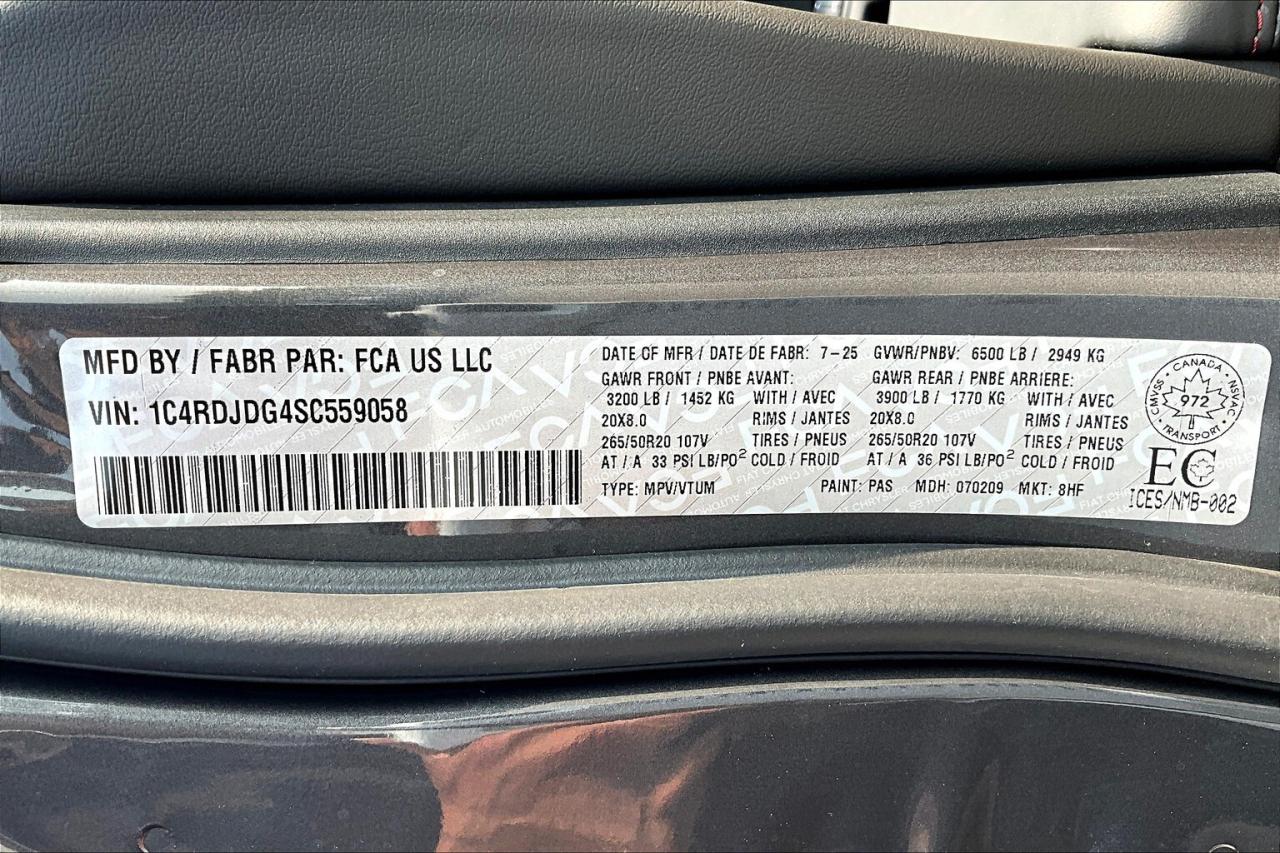 MFD BY / FABR PAR: FCA US LLC
VIN: 1C4RDJDG4SC559058
DATE OF MFR / DATE DE FABR: 7-25 GVWR/PNBV: 6500 LB / 2949 KG
GAWR FRONT / PNBE AVANT: GAWR REAR / PNBE ARRIERE:
3200 LB / 1452 KG WITH / AVEC 3900 LB / 1770 KG WITH / AVEC
20X8.0 RIMS / JANTES 20X8.0 RIMS / JANTES
265/50R20 107V TIRES / PNEUS 265/50R20 107V TIRES / PNEUS
AT / A 33 PSI LB/PO² COLD / FROID AT / A 36 PSI LB/PO² COLD / FROID
TYPE: MPV/VTUM PAINT: PAS MDH: 070209 MKT: 8HF
CANADA
CMVSS 972 NSVAC
TRANSPORT
EC
ICES/NMB-002